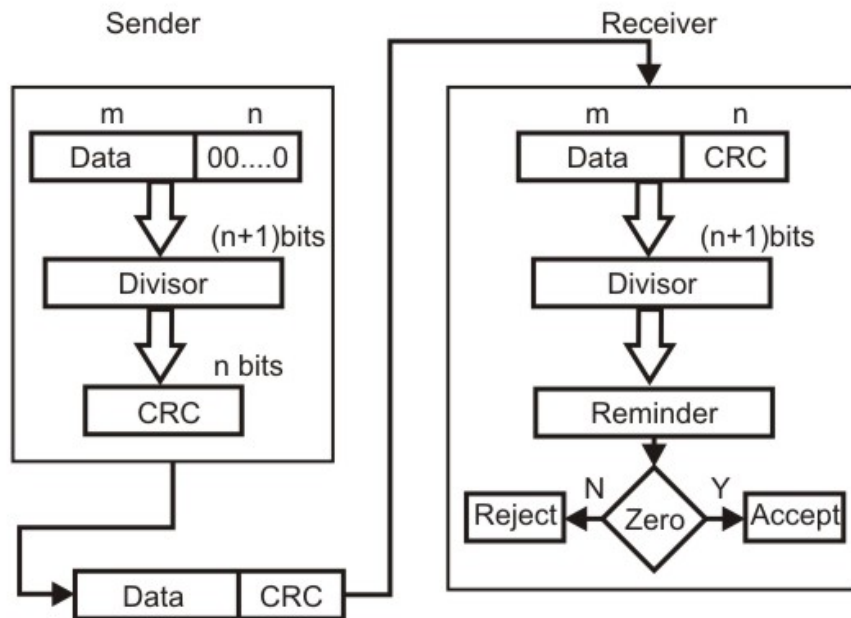 Sender
m n
Data 00....0
(n+1)bits
Divisor
n bits
CRC
Data CRC
Receiver
m n
Data CRC
(n+1)bits
Divisor
Reminder
N Y
Reject Zero Accept